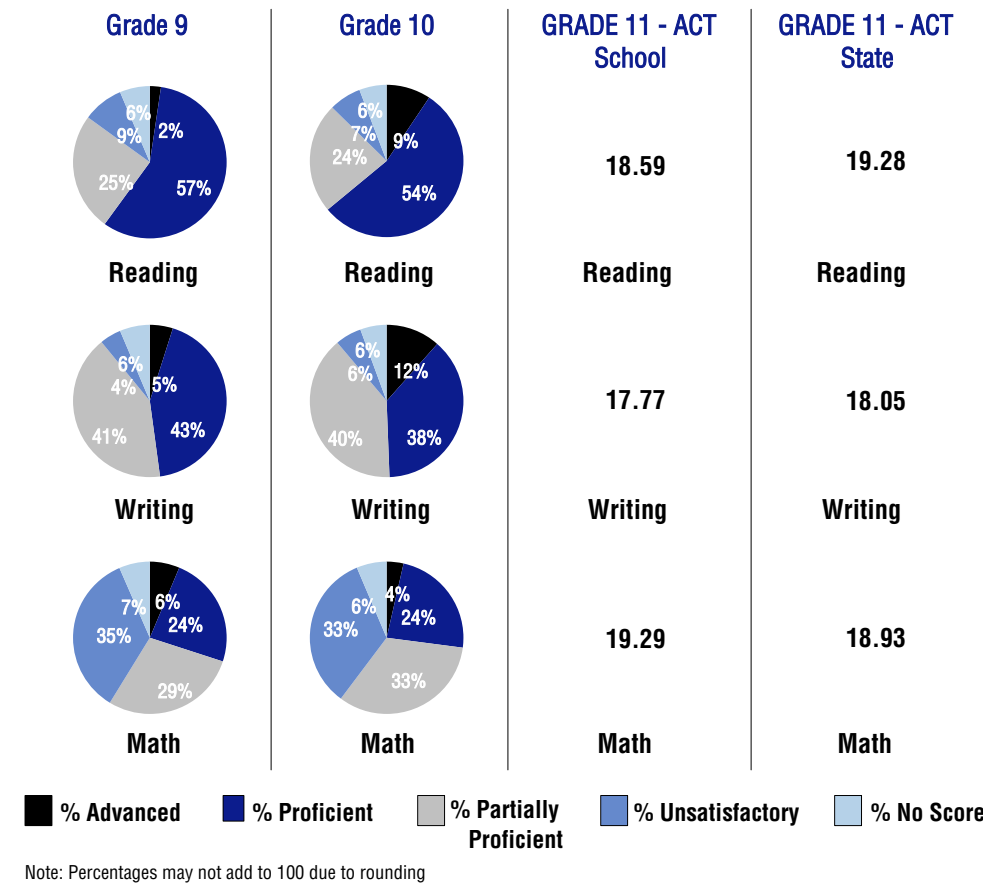 Grade 9
Grade 10
GRADE 11 - ACT
School
GRADE 11 - ACT
State
6%
2%
9%
25%
57%
Reading
6%
9%
7%
24%
54%
Reading
18.59
Reading
19.28
Reading
6%
4%
5%
41%
43%
Writing
6%
6%
12%
40%
38%
Writing
17.77
Writing
18.05
Writing
7%
6%
24%
35%
29%
Math
6%
4%
24%
33%
33%
Math
19.29
Math
18.93
Math
% Advanced
% Proficient
% Partially
Proficient
% Unsatisfactory
% No Score
Note: Percentages may not add to 100 due to rounding